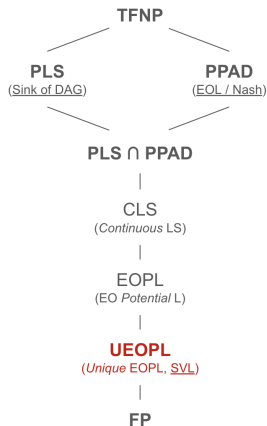 TFNP
PLS PPAD
(Sink of DAG) (EOL / Nash)
PLS ∩ PPAD
CLS
(Continuous LS)
EOPL
(EO Potential L)
UEOPL
(Unique EOPL, SVL)
FP